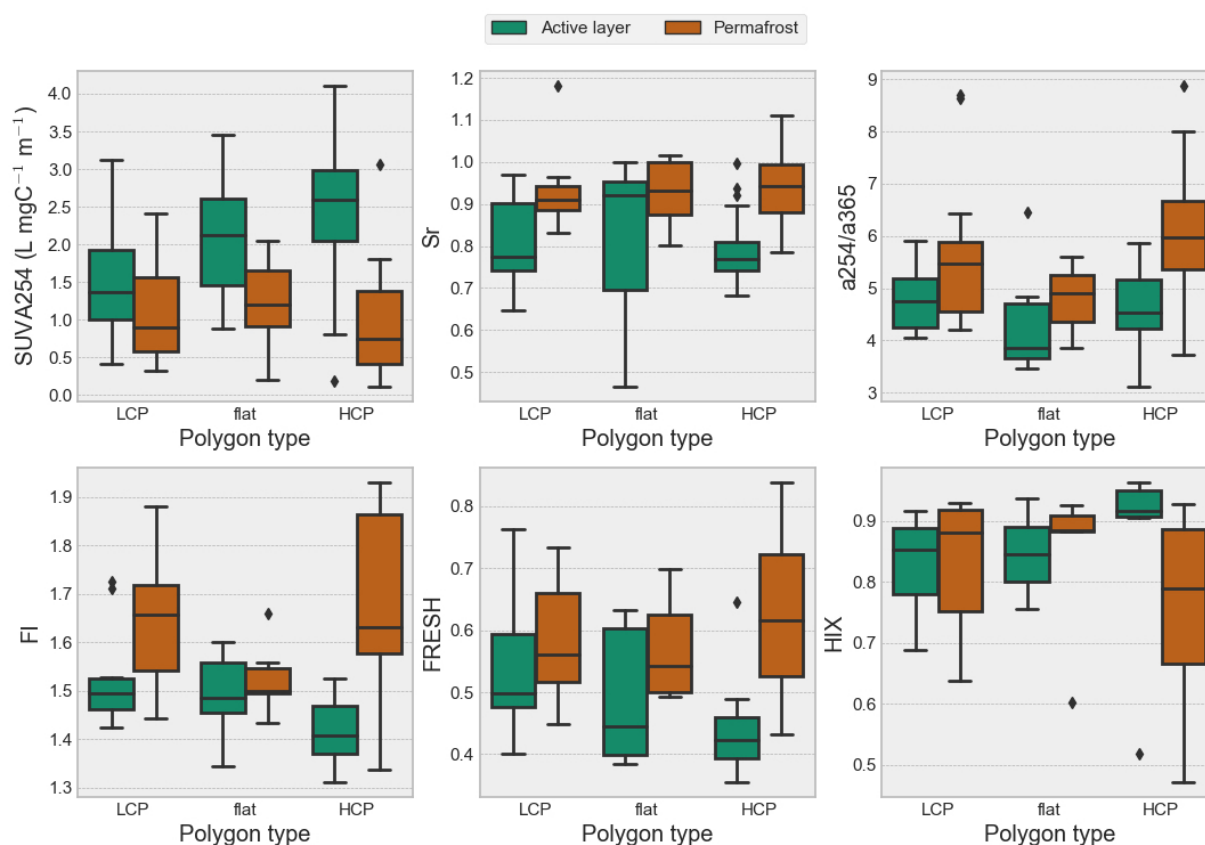 Active layer Permafrost
SUVA254 (L mgC⁻¹ m⁻¹)
4.0
3.5
3.0
2.5
2.0
1.5
1.0
0.5
0.0
LCP flat HCP
Polygon type
Sr
1.2
1.1
1.0
0.9
0.8
0.7
0.6
0.5
LCP flat HCP
Polygon type
a254/a365
9
8
7
6
5
4
3
LCP flat HCP
Polygon type
FI
1.9
1.8
1.7
1.6
1.5
1.4
1.3
LCP flat HCP
Polygon type
FRESH
0.8
0.7
0.6
0.5
0.4
LCP flat HCP
Polygon type
HIX
0.9
0.8
0.7
0.6
0.5
LCP flat HCP
Polygon type